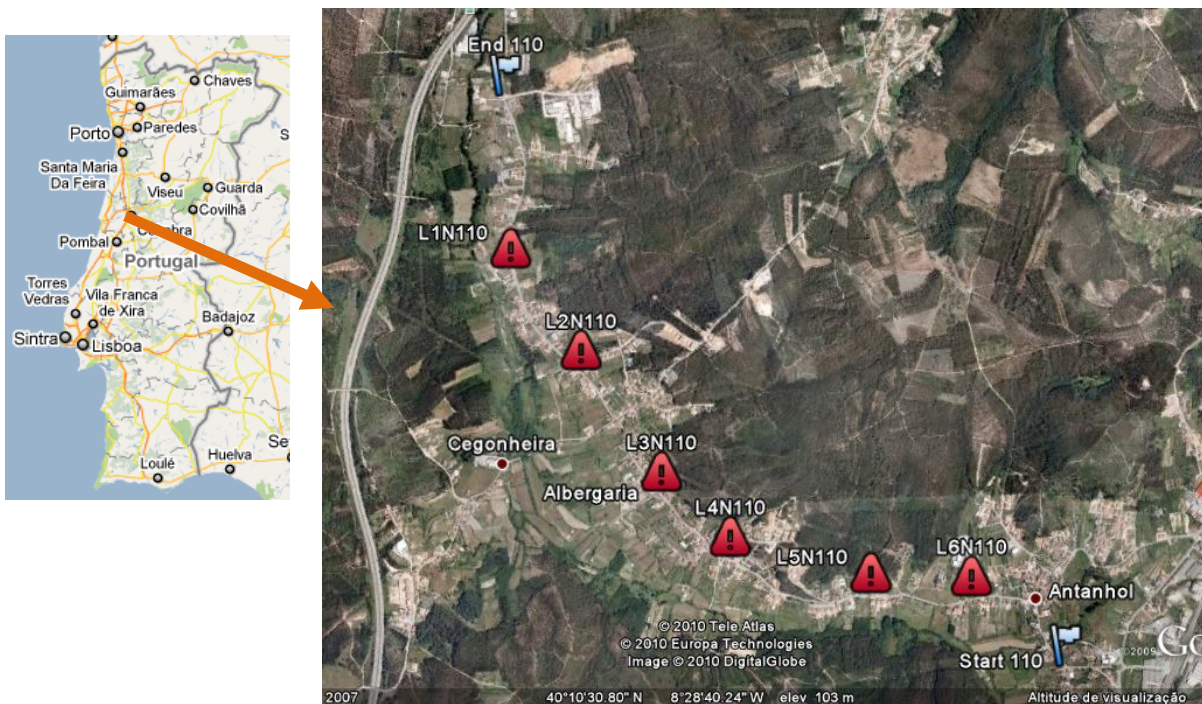 Chaves
Guimarães
Porto
Paredes
Santa Maria
Da Feira
Viseu
Guarda
Covilhã
Pombal
Portugal
Torres
Vedras
Vila Franca
de Xira
Badajoz
Sintra
Lisboa
Loulé
Huelva
Se
End 110
L1N110
L2N110
Cegonheira
L3N110
Albergaria
L4N110
L5N110
L6N110
Antanhol
Start 110
© 2010 Tele Atlas
© 2010 Europa Technologies
Image © 2010 DigitalGlobe
©2009
Go
2007
40°10'30.80" N 8°28'40.24" W elev 103 m
Altitude de visualização